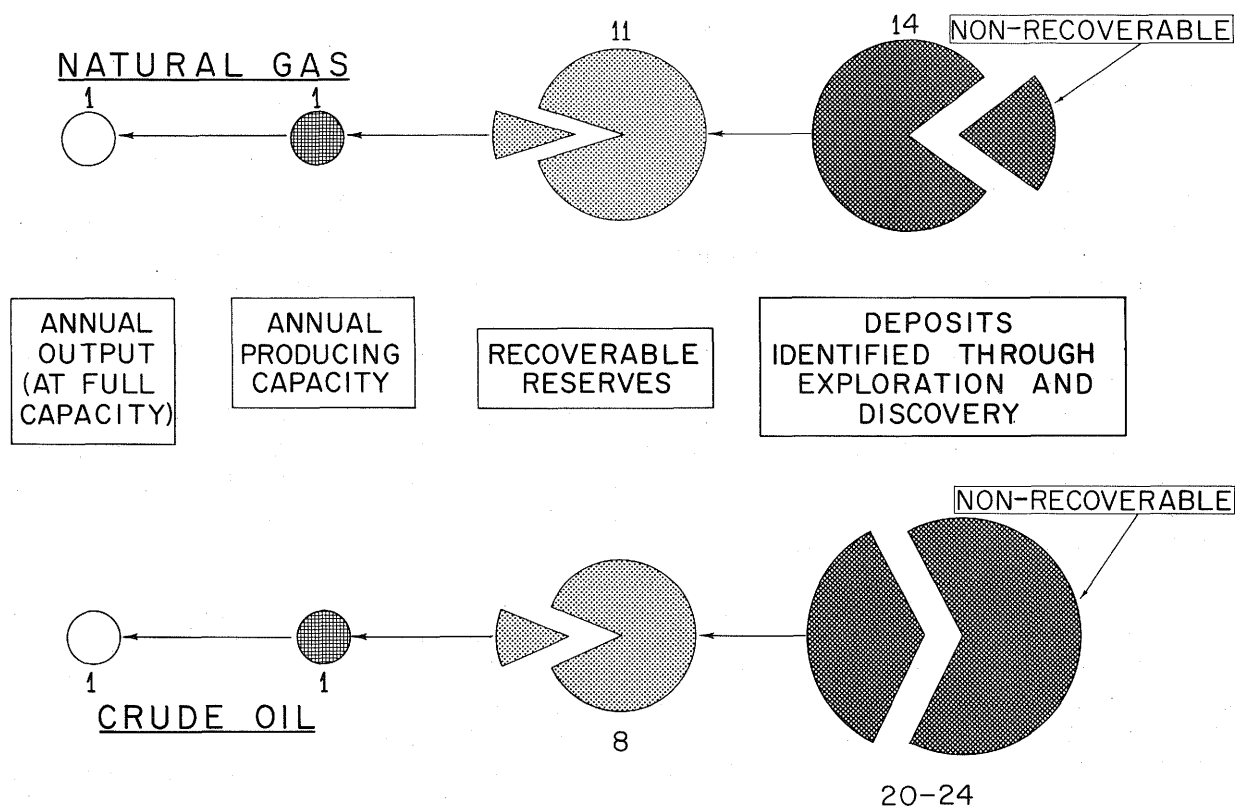 11
14
NON-RECOVERABLE
NATURAL GAS
1
1
ANNUAL
OUTPUT
(AT FULL
CAPACITY)
ANNUAL
PRODUCING
CAPACITY
RECOVERABLE
RESERVES
DEPOSITS
IDENTIFIED THROUGH
EXPLORATION AND
DISCOVERY
NON-RECOVERABLE
1
1
CRUDE OIL
8
20-24